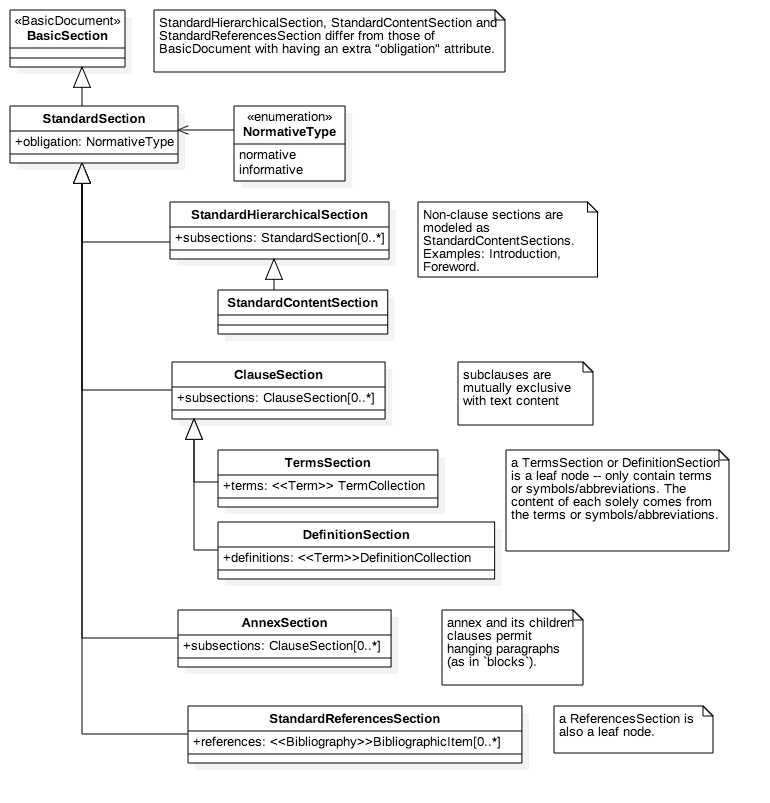 «BasicDocument»
BasicSection
StandardHierarchicalSection, StandardContentSection and
StandardReferencesSection differ from those of
BasicDocument with having an extra "obligation" attribute.
StandardSection
+obligation: NormativeType
«enumeration»
NormativeType
normative
informative
StandardHierarchicalSection
+subsections: StandardSection[0..*]
Non-clause sections are
modeled as
StandardContentSections.
Examples: Introduction,
Foreword.
StandardContentSection
ClauseSection
+subsections: ClauseSection[0..*]
subclauses are
mutually exclusive
with text content
TermsSection
+terms: <<Term>> TermCollection
a TermsSection or DefinitionSection
is a leaf node -- only contain terms
or symbols/abbreviations. The
content of each solely comes from
the terms or symbols/abbreviations.
DefinitionSection
+definitions: <<Term>>DefinitionCollection
AnnexSection
+subsections: ClauseSection[0..*]
annex and its children
clauses permit
hanging paragraphs
(as in `blocks`).
StandardReferencesSection
+references: <<Bibliography>>BibliographicItem[0..*]
a ReferencesSection is
also a leaf node.